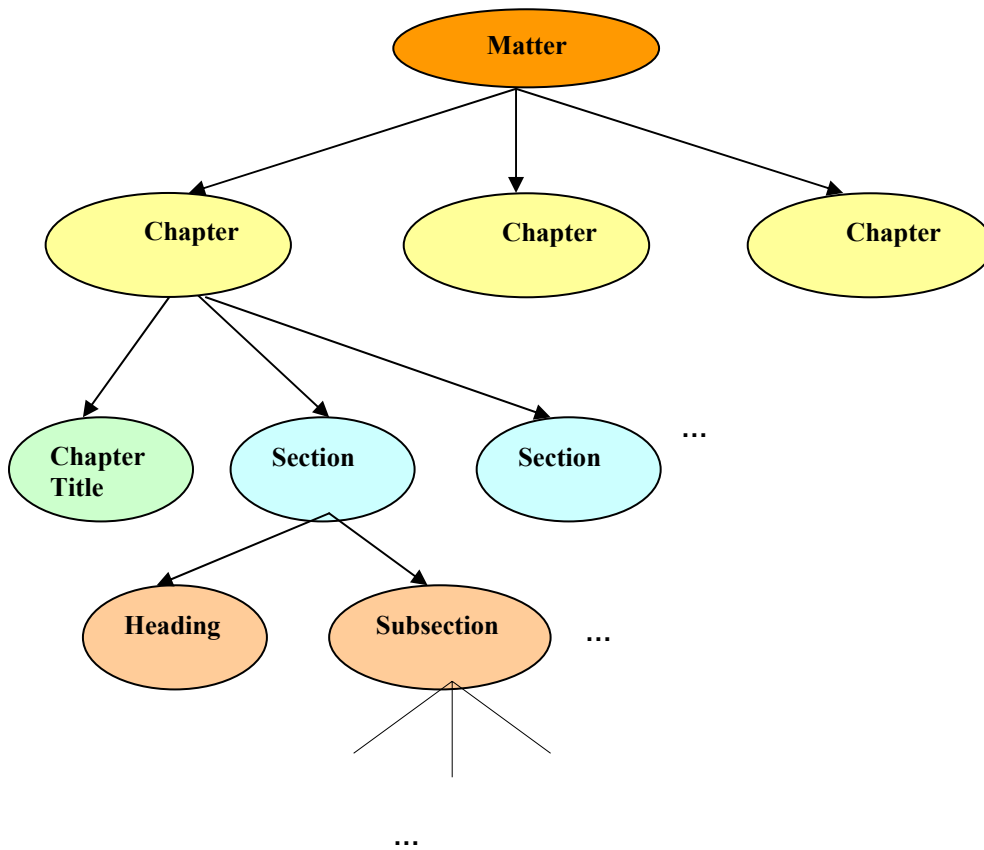 Matter
Chapter
Chapter
Chapter
Chapter
Title
Section
Section
...
Heading
Subsection
...
...